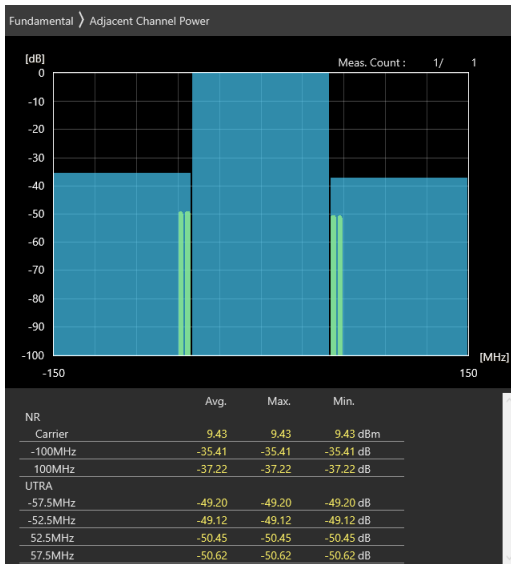 Fundamental 〉 Adjacent Channel Power
[dB]
Meas. Count : 1/ 1
0
-10
-20
-30
-40
-50
-60
-70
-80
-90
-100
[MHz]
-150 150
Avg. Max. Min.
NR
Carrier 9.43 9.43 9.43 dBm
-100MHz -35.41 -35.41 -35.41 dB
100MHz -37.22 -37.22 -37.22 dB
UTRA
-57.5MHz -49.20 -49.20 -49.20 dB
-52.5MHz -49.12 -49.12 -49.12 dB
52.5MHz -50.45 -50.45 -50.45 dB
57.5MHz -50.62 -50.62 -50.62 dB